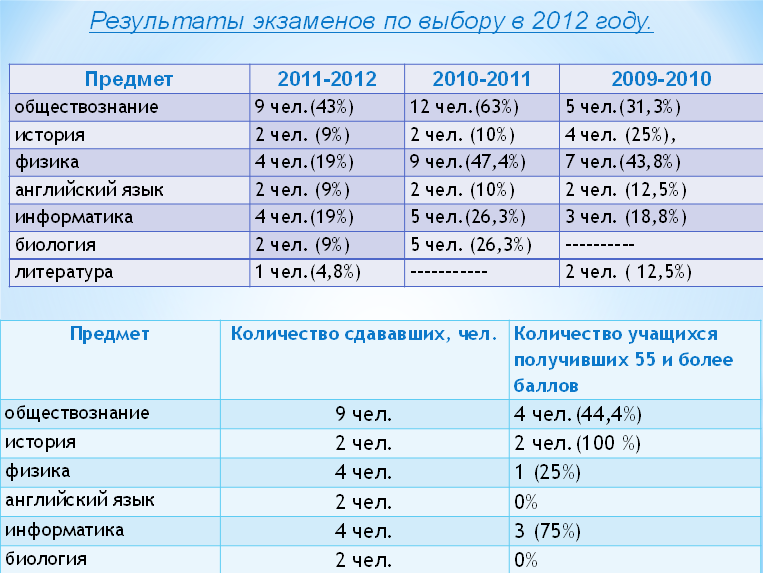 Результаты экзаменов по выбору в 2012 году.
Предмет 2011-2012 2010-2011 2009-2010
обществознание 9 чел.(43%) 12 чел.(63%) 5 чел.(31,3%)
история 2 чел. (9%) 2 чел. (10%) 4 чел. (25%),
физика 4 чел.(19%) 9 чел.(47,4%) 7 чел.(43,8%)
английский язык 2 чел. (9%) 2 чел. (10%) 2 чел. (12,5%)
информатика 4 чел.(19%) 5 чел.(26,3%) 3 чел. (18,8%)
биология 2 чел. (9%) 5 чел. (26,3%) ----------
литература 1 чел.(4,8%) ----------- 2 чел. ( 12,5%)
Предмет Количество сдававших, чел. Количество учащихся
получивших 55 и более
баллов
обществознание 9 чел. 4 чел.(44,4%)
история 2 чел. 2 чел.(100 %)
физика 4 чел. 1 (25%)
английский язык 2 чел. 0%
информатика 4 чел. 3 (75%)
биология 2 чел. 0%